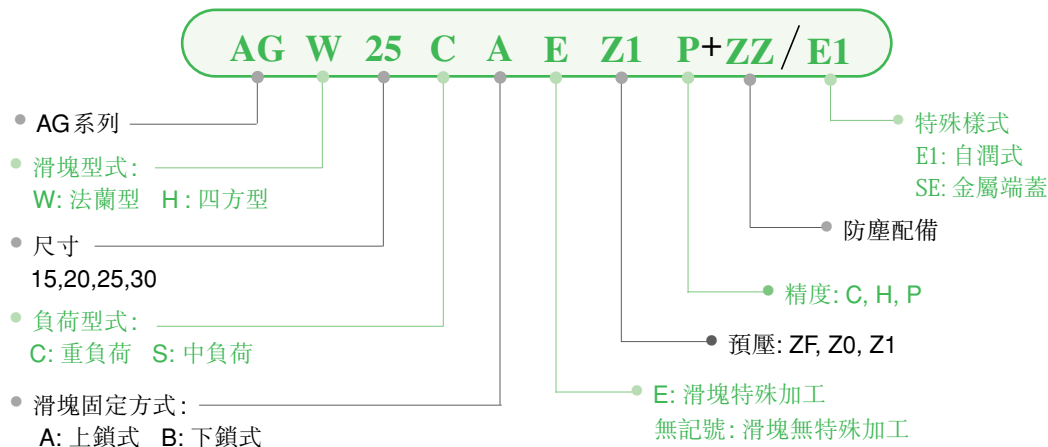 AG W 25 C A E Z1 P+ZZ/E1
AG系列
滑塊型式:
W: 法蘭型 H: 四方型
尺寸
15,20,25,30
負荷型式:
C: 重負荷 S: 中負荷
滑塊固定方式:
A: 上鎖式 B: 下鎖式
特殊樣式
E1: 自潤式
SE: 金屬端蓋
防塵配備
精度: C, H, P
預壓: ZF, Z0, Z1
E: 滑塊特殊加工
無記號: 滑塊無特殊加工